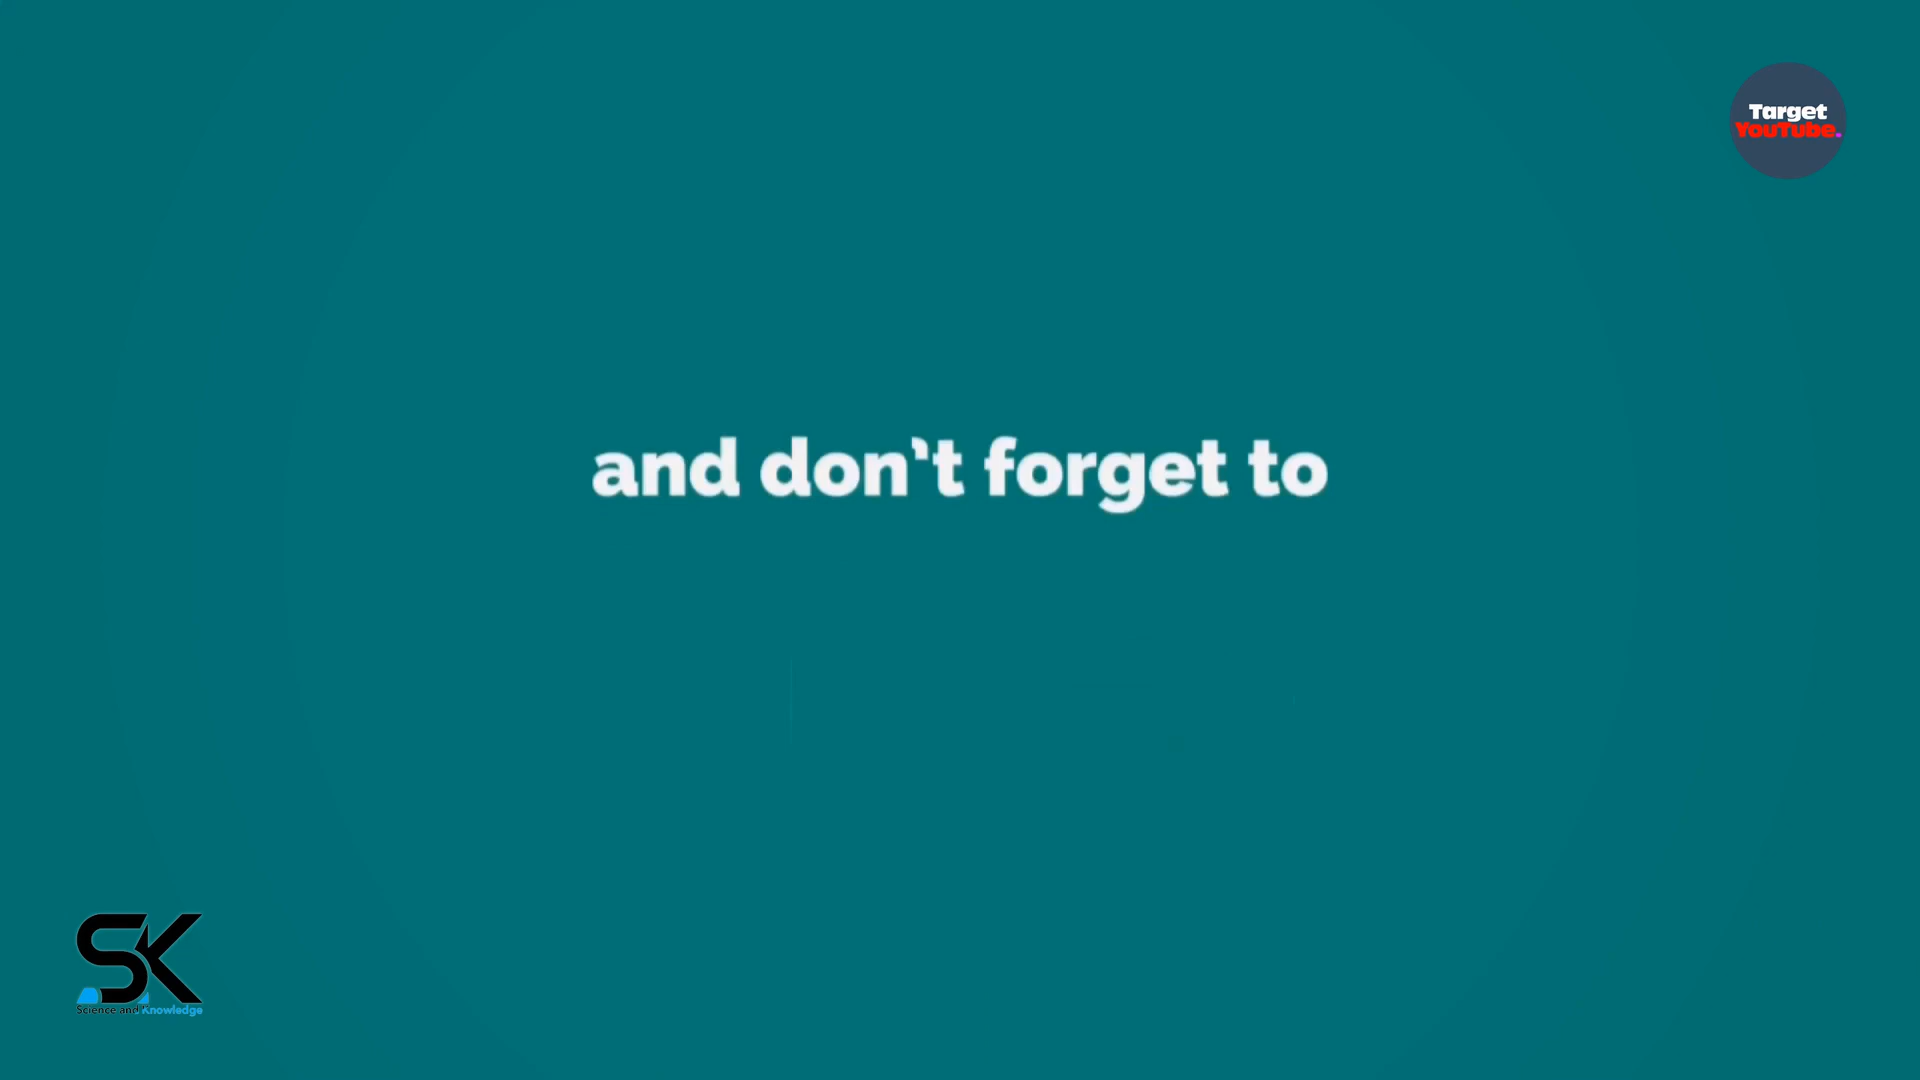 Target
YouTube.
and don't forget to
SK
Science and Knowledge